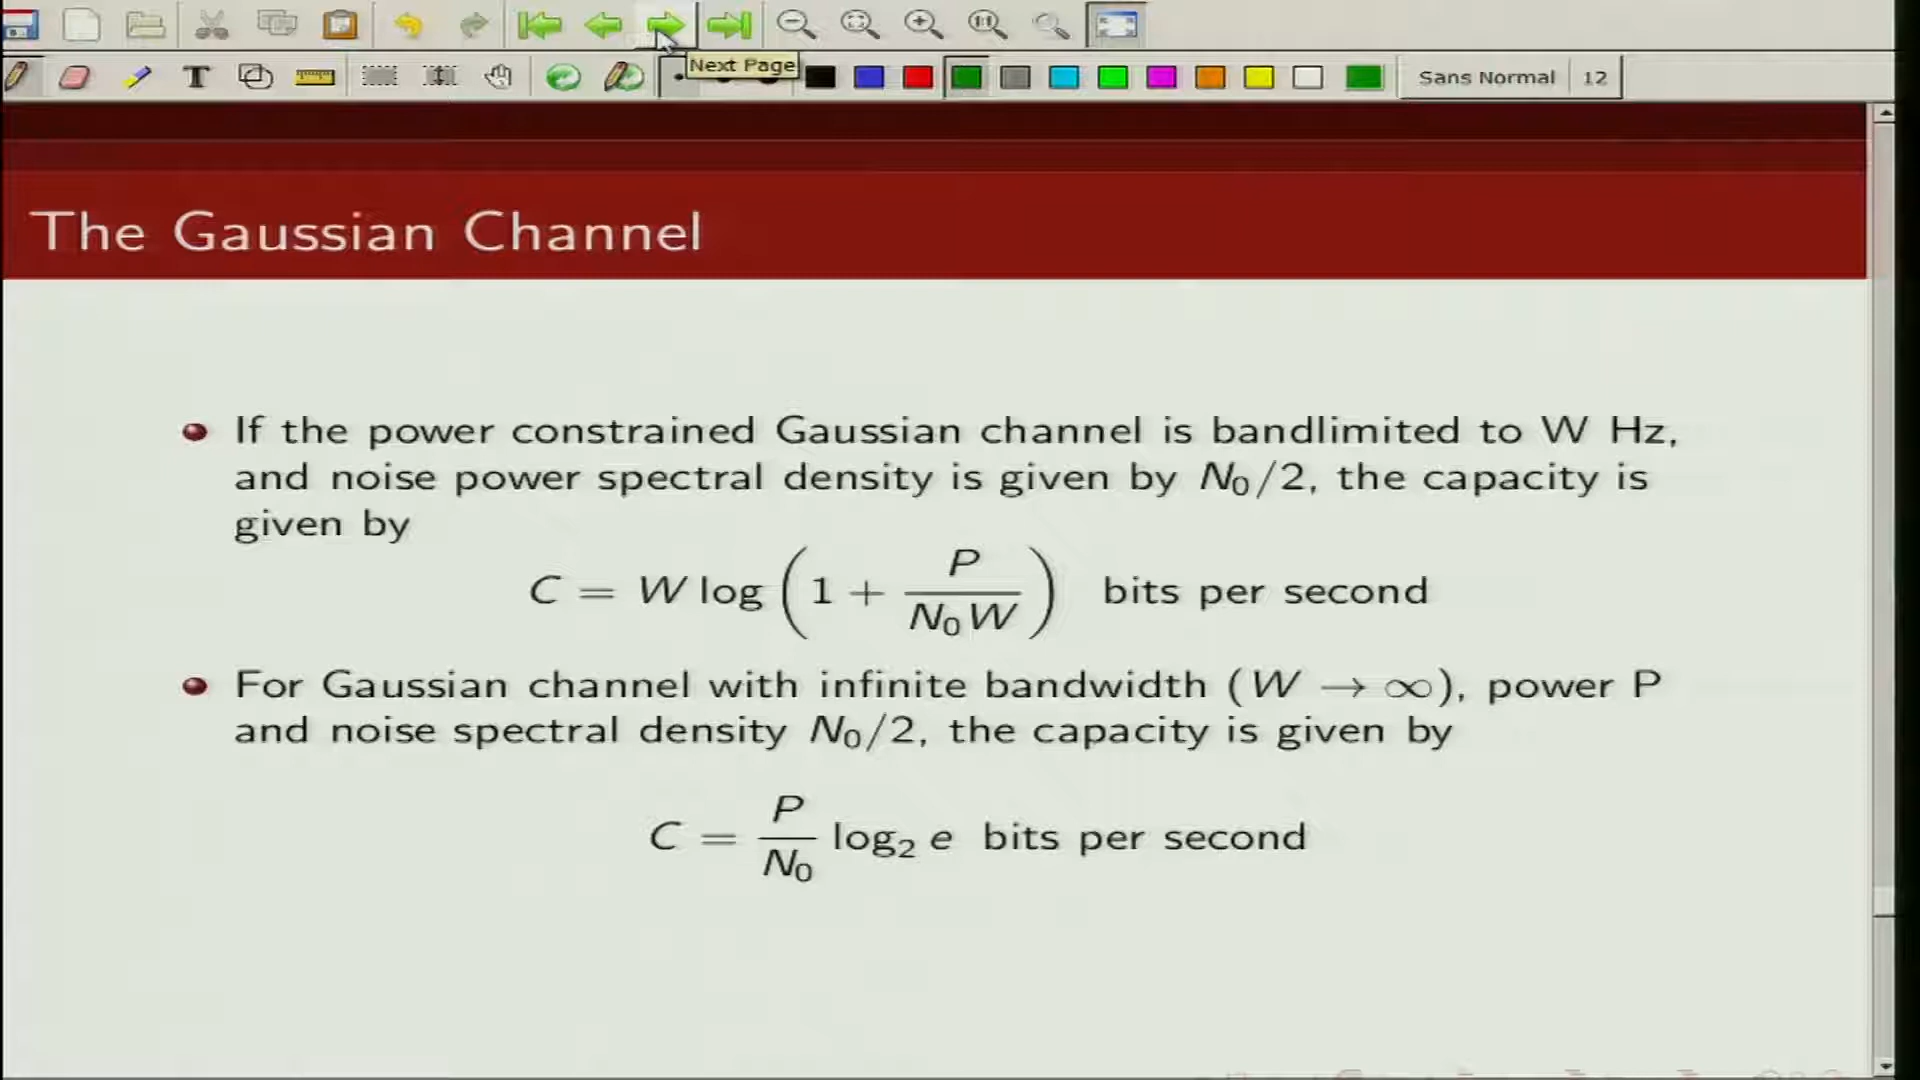 Next Page
T
Sans Normal 12
The Gaussian Channel
If the power constrained Gaussian channel is bandlimited to W Hz,
and noise power spectral density is given by N₀/2, the capacity is
given by
C = W log (1 + P / N₀W) bits per second
For Gaussian channel with infinite bandwidth (W → ∞), power P
and noise spectral density N₀/2, the capacity is given by
C = P / N₀ log₂ e bits per second